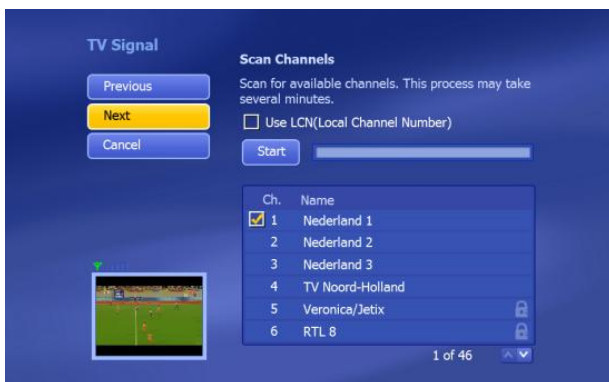 TV Signal
Previous
Next
Cancel
Scan Channels
Scan for available channels. This process may take
several minutes.
Use LCN(Local Channel Number)
Start
Ch. Name
1 Nederland 1
2 Nederland 2
3 Nederland 3
4 TV Noord-Holland
5 Veronica/Jetix
6 RTL 8
1 of 46